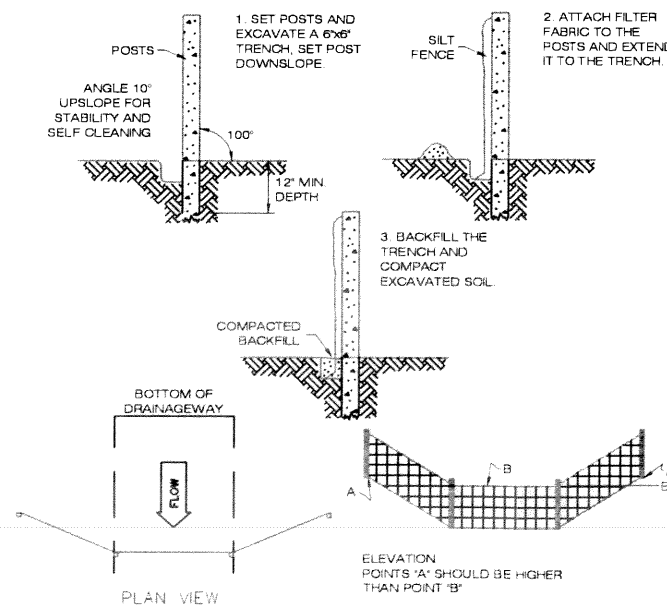 1. SET POSTS AND
EXCAVATE A 6"x6"
TRENCH, SET POST
DOWNSLOPE.
POSTS
ANGLE 10°
UPSLOPE FOR
STABILITY AND
SELF CLEANING
100°
12" MIN.
DEPTH
2. ATTACH FILTER
FABRIC TO THE
POSTS AND EXTEND
IT TO THE TRENCH.
SILT
FENCE
3. BACKFILL THE
TRENCH AND
COMPACT
EXCAVATED SOIL.
COMPACTED
BACKFILL
BOTTOM OF
DRAINAGEWAY
FLOW
PLAN VIEW
A
B
ELEVATION
POINTS "A" SHOULD BE HIGHER
THAN POINT "B"